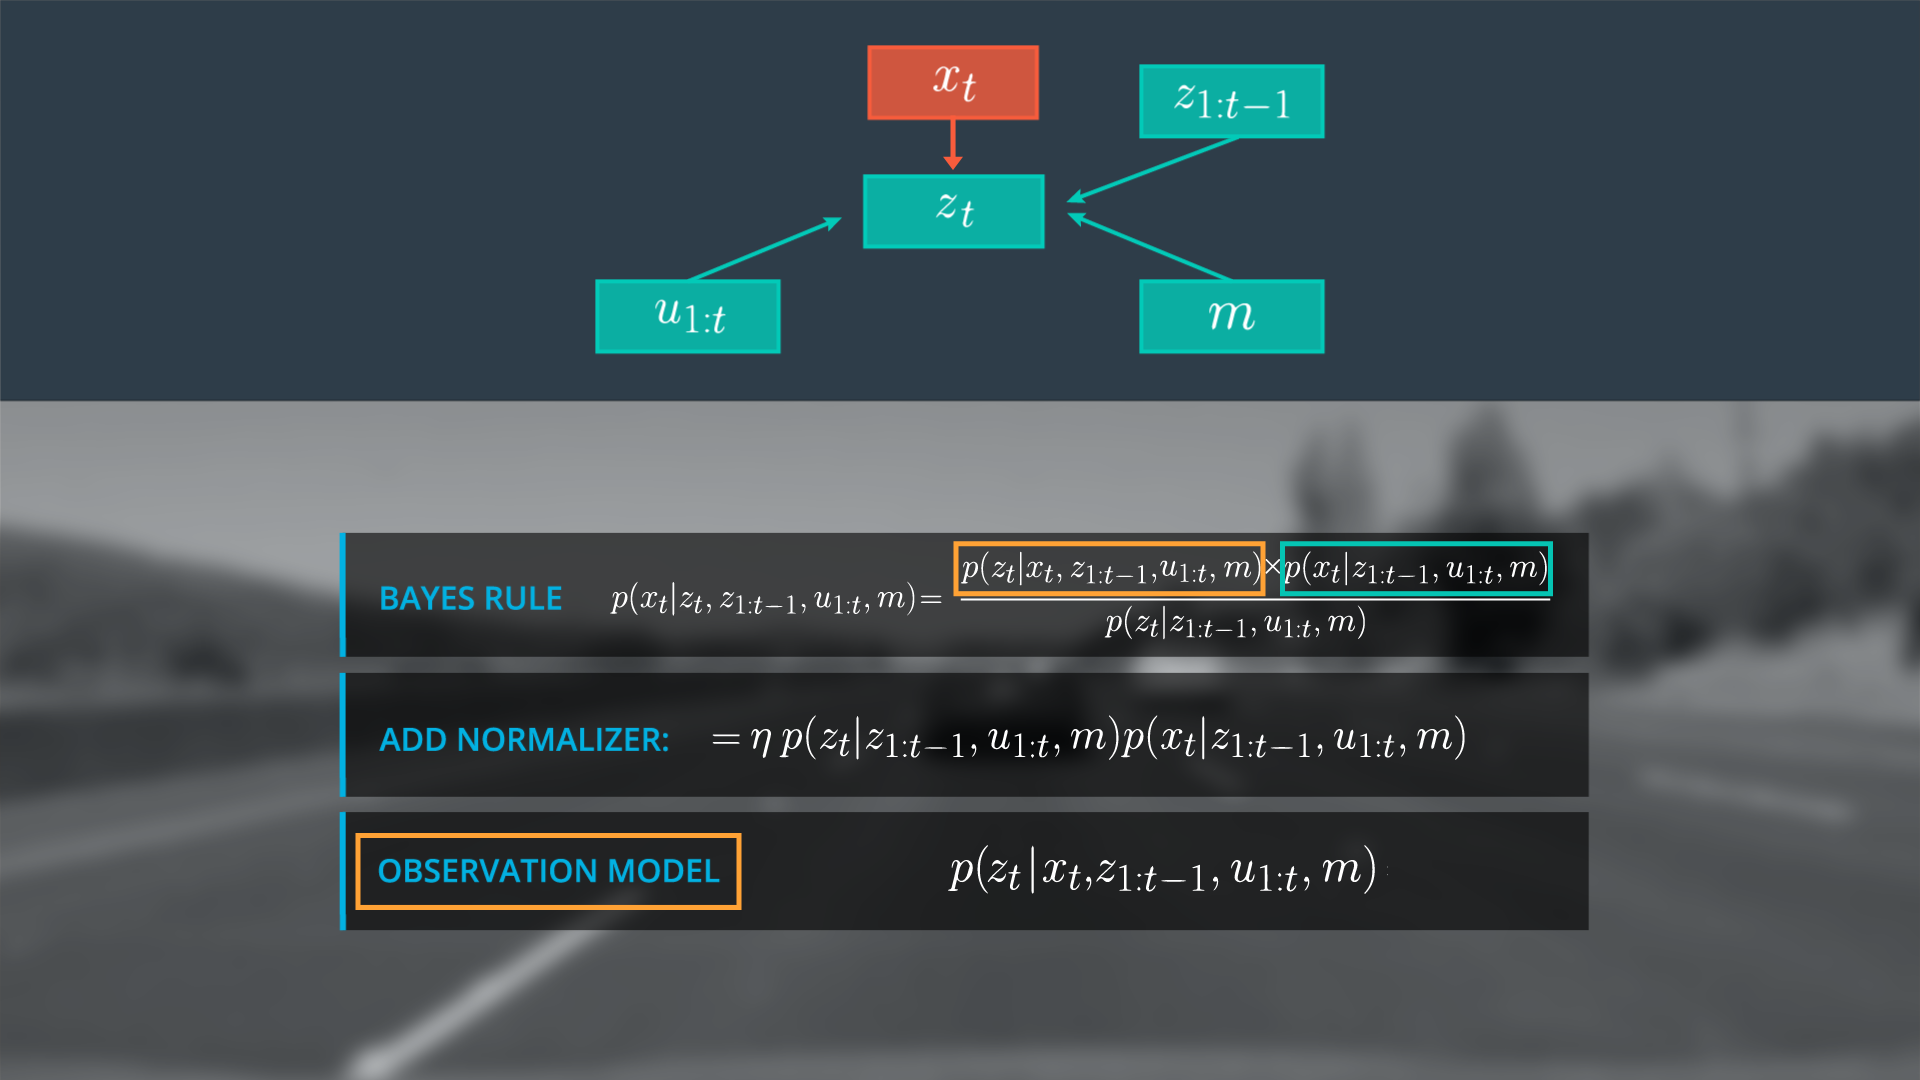 x_t
z_{1:t-1}
z_t
u_{1:t}
m
BAYES RULE p(x_t|z_t, z_{1:t-1}, u_{1:t}, m)= p(z_t|x_t, z_{1:t-1},u_{1:t}, m)×p(x_t|z_{1:t-1}, u_{1:t}, m)
p(z_t|z_{1:t-1}, u_{1:t}, m)
ADD NORMALIZER: = η p(z_t|z_{1:t-1}, u_{1:t}, m)p(x_t|z_{1:t-1}, u_{1:t}, m)
OBSERVATION MODEL p(z_t|x_t,z_{1:t-1}, u_{1:t}, m)